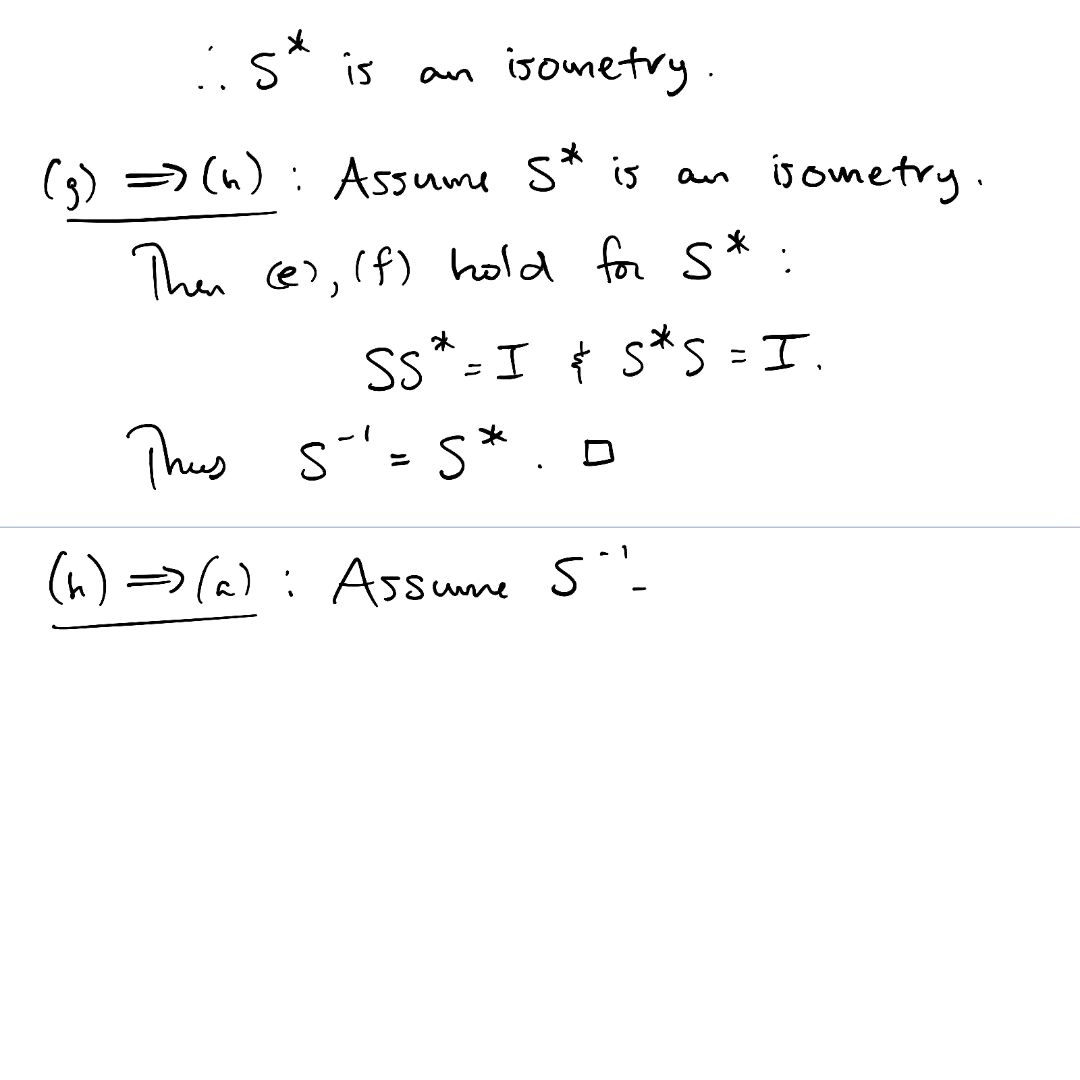 ∴ S* is an isometry.
(g) ⟹ (h) : Assume S* is an isometry.
Then (e), (f) hold for S* :
SS* = I & S*S = I.
Thus S⁻¹ = S* . □
(h) ⟹ (a) : Assume S⁻¹ -